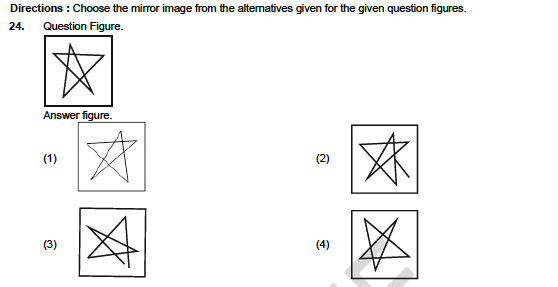 Directions : Choose the mirror image from the alternatives given for the given question figures.
24. Question Figure.
Answer figure.
(1) (2)
(3) (4)